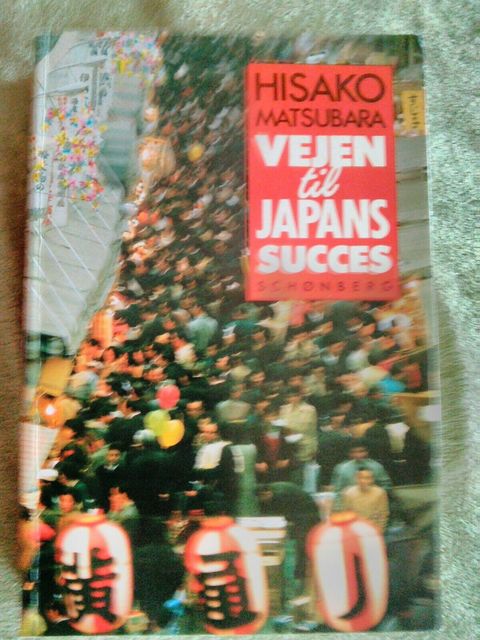 HISAKO
MATSUBARA
VEJEN
til
JAPANS
SUCCES
SCHØNBERG